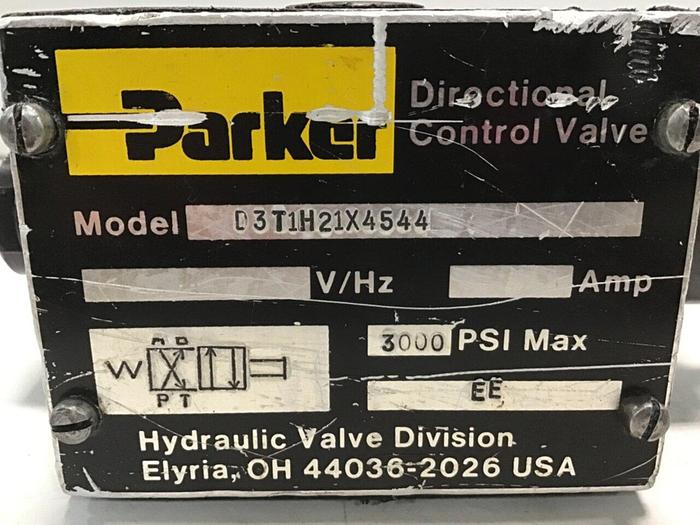 Parker
Directional
Control Valve
Model D3T1H21X4544
V/Hz Amp
3000 PSI Max
A B
P T
EE
Hydraulic Valve Division
Elyria, OH 44036-2026 USA